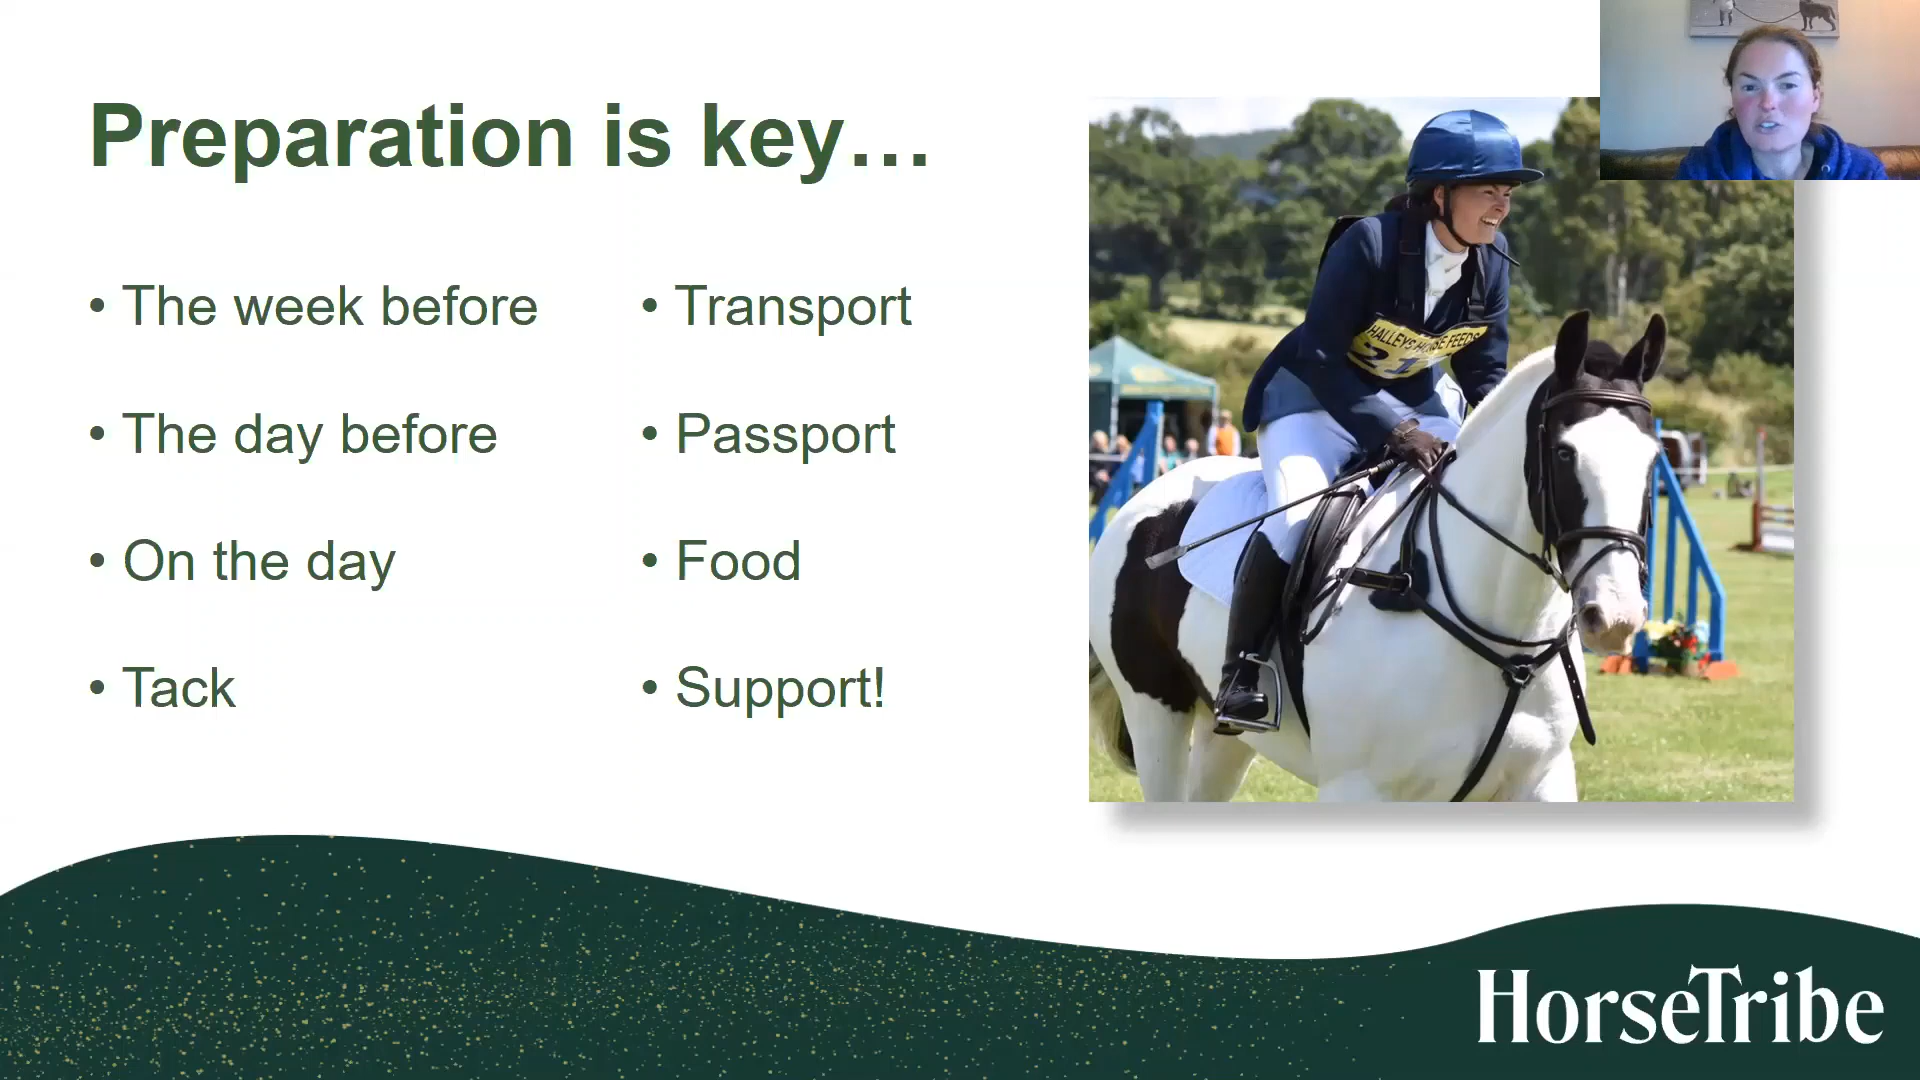 Preparation is key…
• The week before
• The day before
• On the day
• Tack
• Transport
• Passport
• Food
• Support!
HALLEYS HORSE FEEDS
HorseTribe